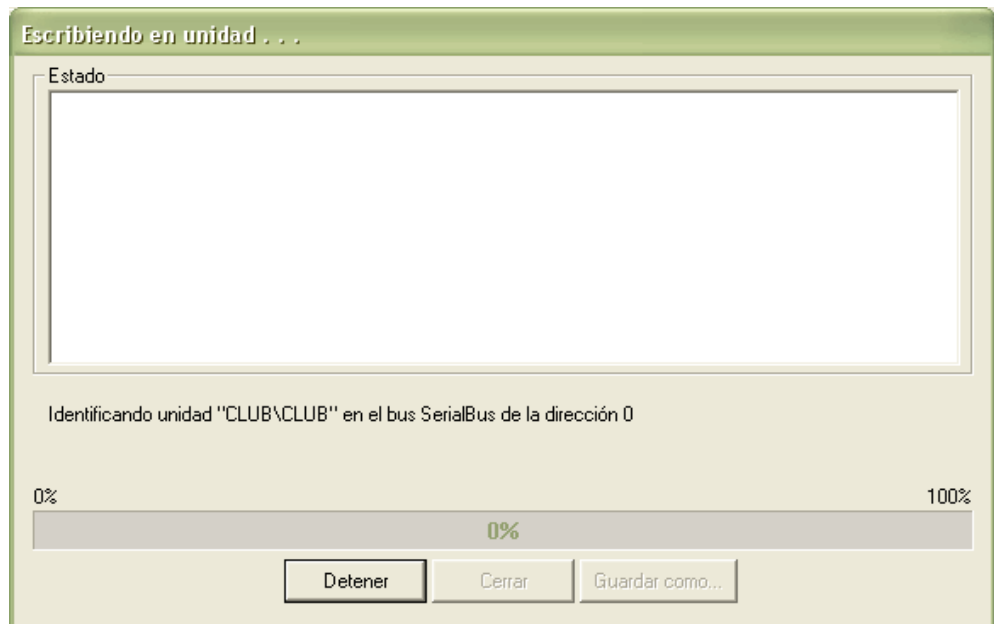 Escribiendo en unidad . . .
Estado
Identificando unidad "CLUB\CLUB" en el bus SerialBus de la dirección 0
0% 100%
0%
Detener Cerrar Guardar como...